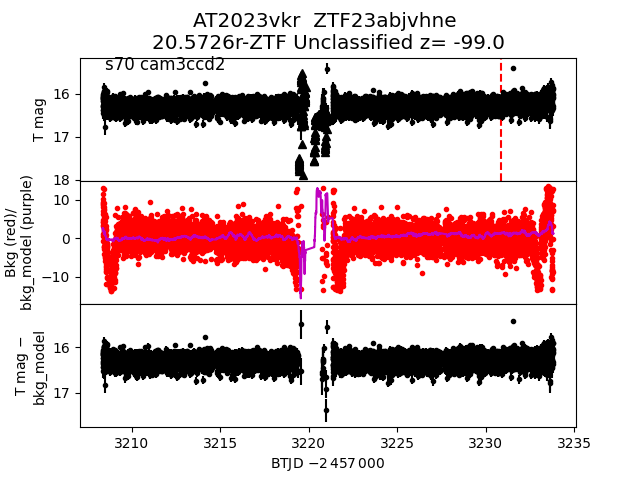 AT2023vkr  ZTF23abjvhne
20.5726r-ZTF Unclassified z= -99.0
s70 cam3ccd2
T mag
16
17
18
Bkg (red)/
bkg_model (purple)
10
0
−10
T mag −
bkg_model
16
17
3210
3215
3220
3225
3230
3235
BTJD −2 457 000